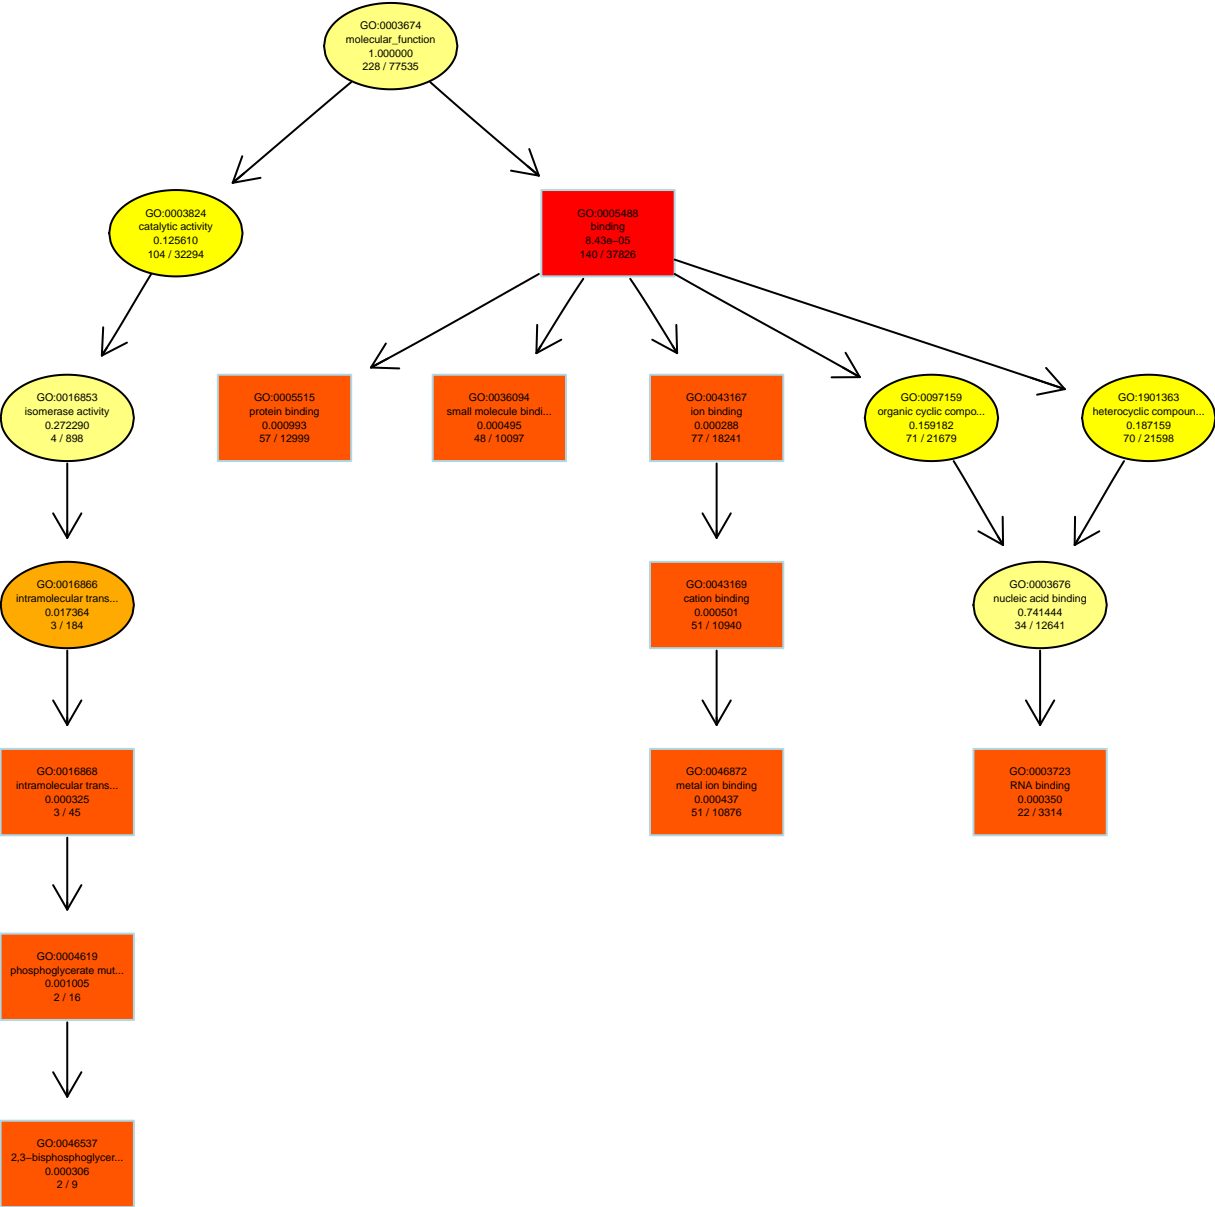 GO:0003674
molecular_function
1.000000
228 / 77535
GO:0003824
catalytic activity
0.125610
104 / 32294
GO:0005488
binding
8.43e−05
140 / 37826
GO:0016853
isomerase activity
0.272290
4 / 898
GO:0005515
protein binding
0.000993
57 / 12999
GO:0036094
small molecule bindi...
0.000495
48 / 10097
GO:0043167
ion binding
0.000288
77 / 18241
GO:0097159
organic cyclic compo...
0.159182
71 / 21679
GO:1901363
heterocyclic compoun...
0.187159
70 / 21598
GO:0016866
intramolecular trans...
0.017364
3 / 184
GO:0043169
cation binding
0.000501
51 / 10940
GO:0003676
nucleic acid binding
0.741444
34 / 12641
GO:0016868
intramolecular trans...
0.000325
3 / 45
GO:0046872
metal ion binding
0.000437
51 / 10876
GO:0003723
RNA binding
0.000350
22 / 3314
GO:0004619
phosphoglycerate mut...
0.001005
2 / 16
GO:0046537
2,3−bisphosphoglycer...
0.000306
2 / 9